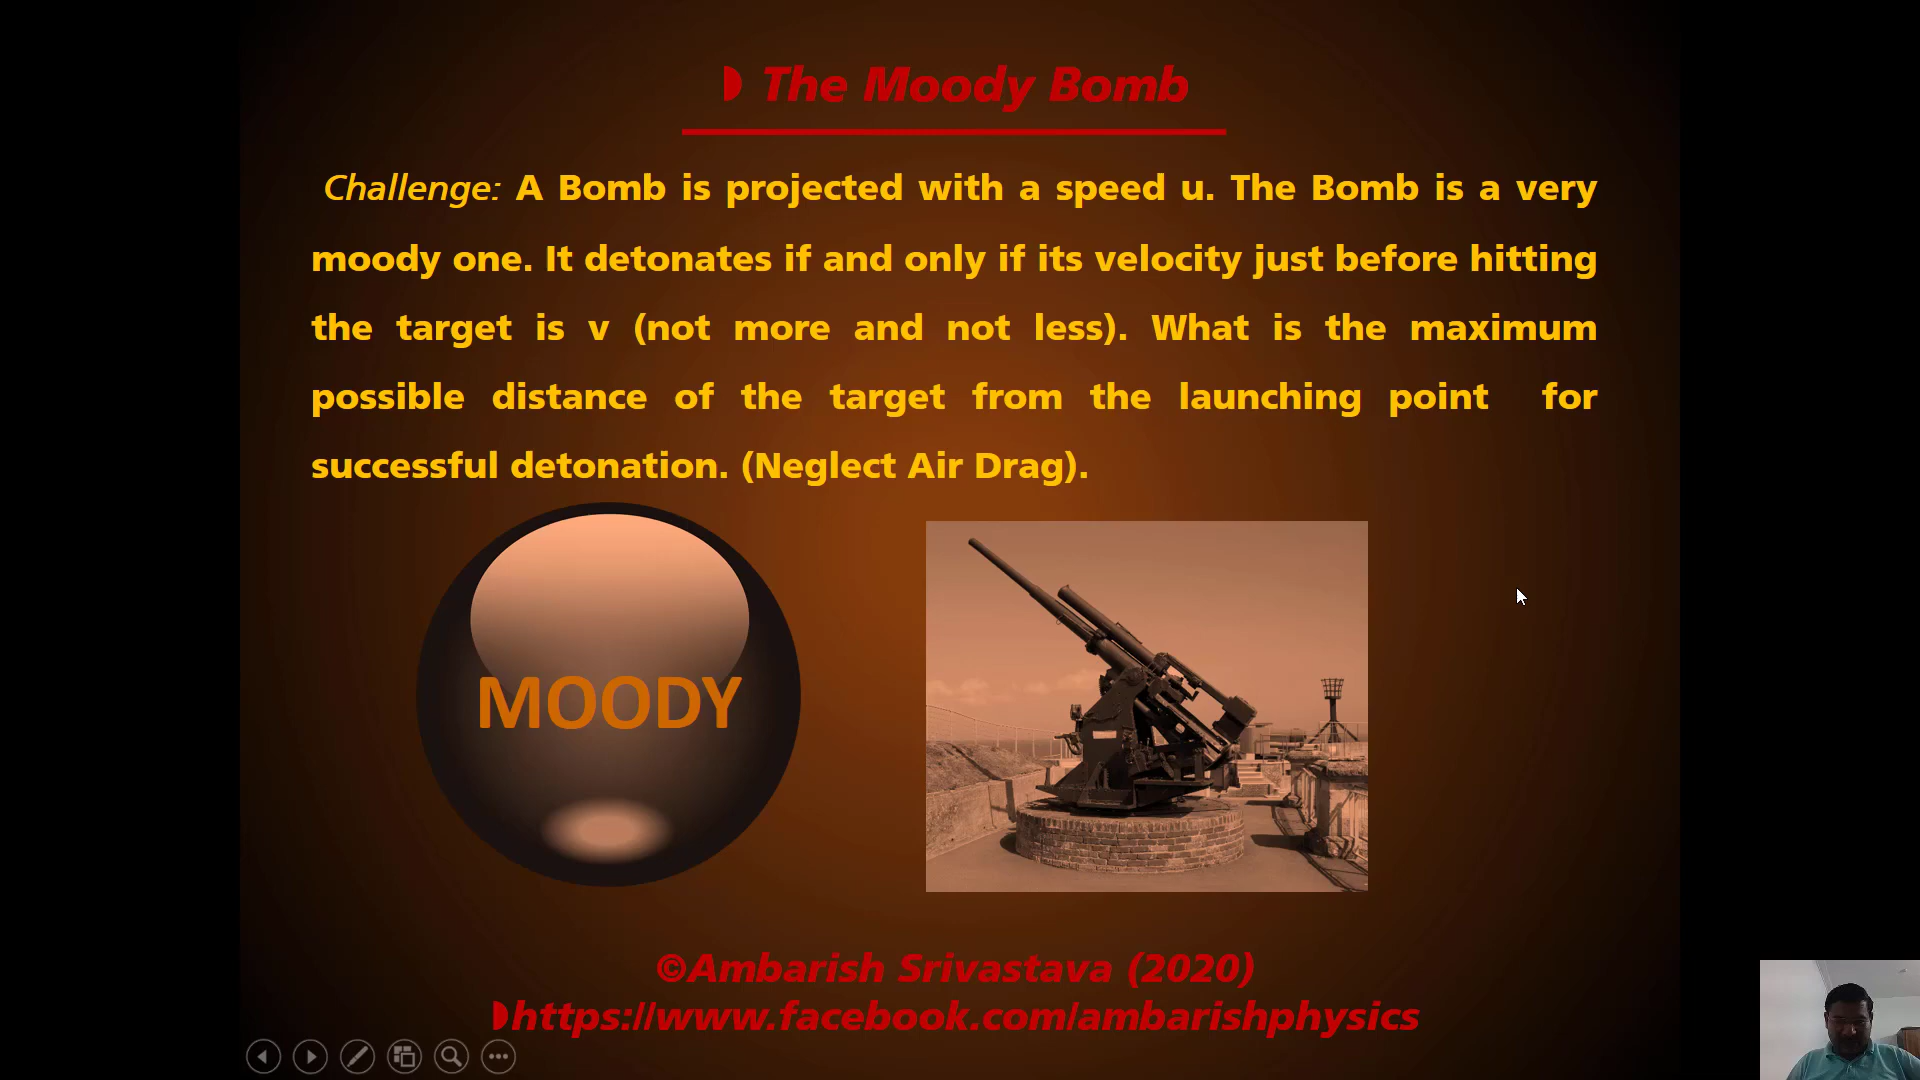 The Moody Bomb
Challenge: A Bomb is projected with a speed u. The Bomb is a very
moody one. It detonates if and only if its velocity just before hitting
the target is v (not more and not less). What is the maximum
possible distance of the target from the launching point for
successful detonation. (Neglect Air Drag).
MOODY
©Ambarish Srivastava (2020)
https://www.facebook.com/ambarishphysics